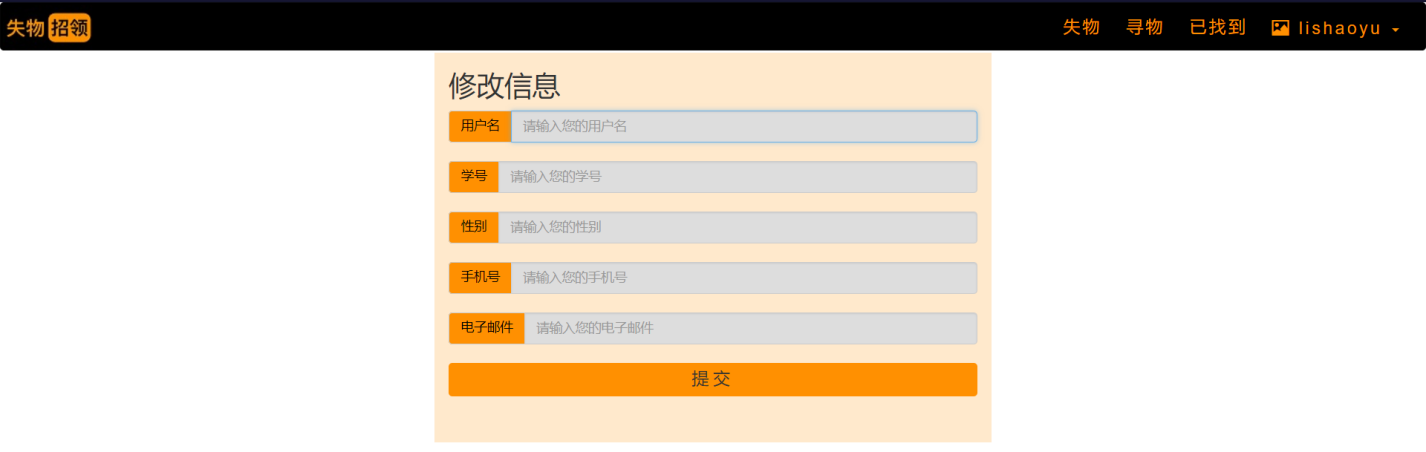 失物 招领 失物 寻物 已找到 lishaoyu
修改信息
用户名 请输入您的用户名
学号 请输入您的学号
性别 请输入您的性别
手机号 请输入您的手机号
电子邮件 请输入您的电子邮件
提 交